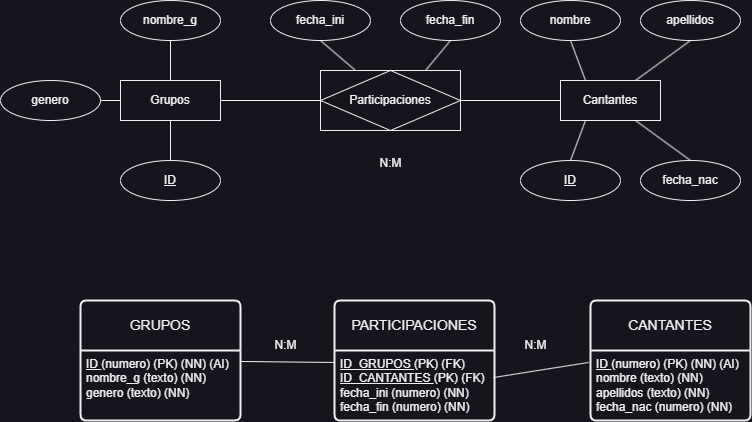 nombre_g
fecha_ini
fecha_fin
nombre
apellidos
genero
Grupos
Participaciones
Cantantes
N:M
ID
ID
fecha_nac
GRUPOS
ID (numero) (PK) (NN) (AI)
nombre_g (texto) (NN)
genero (texto) (NN)
N:M
PARTICIPACIONES
ID_GRUPOS (PK) (FK)
ID_CANTANTES (PK) (FK)
fecha_ini (numero) (NN)
fecha_fin (numero) (NN)
N:M
CANTANTES
ID (numero) (PK) (NN) (AI)
nombre (texto) (NN)
apellidos (texto) (NN)
fecha_nac (numero) (NN)